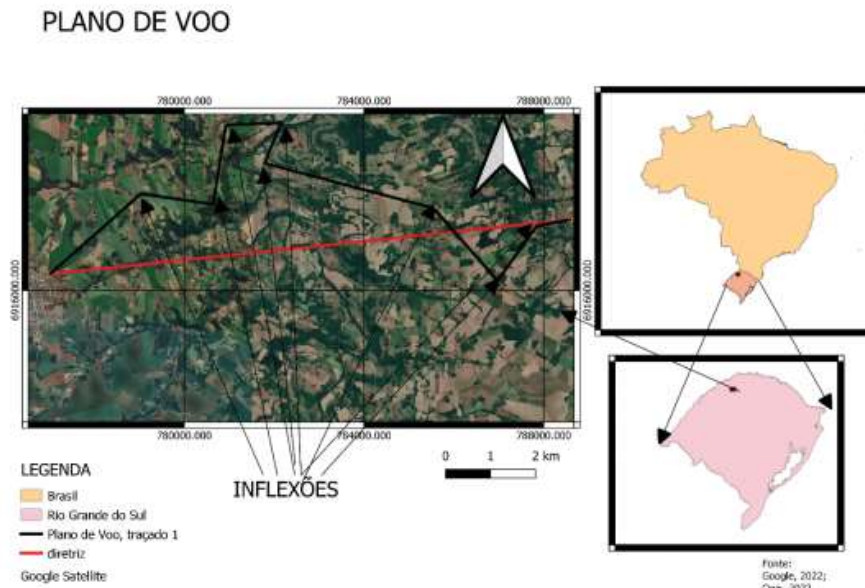 PLANO DE VOO
780000.000
784000.000
788000.000
6916000.000
6916000.000
780000.000
784000.000
788000.000
LEGENDA
Brasil
Rio Grande do Sul
Plano de Voo, traçado 1
diretriz
Google Satellite
INFLEXÕES
0 1 2 km
Fonte:
Google, 2022;